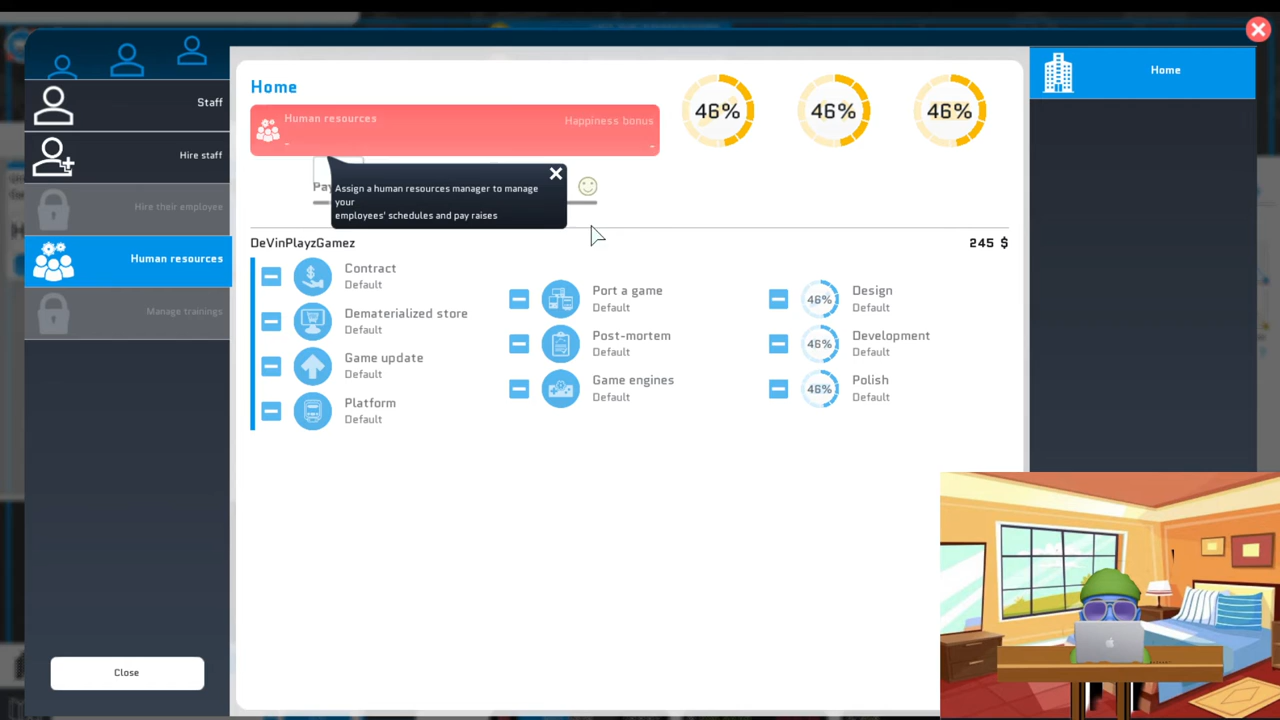 Staff
Hire staff
Hire their employee
Human resources
Manage trainings
Close
Home
Human resources
Happiness bonus
-
-
46%
46%
46%
Assign a human resources manager to manage
your
employees' schedules and pay raises
DeVinPlayzGamez
245 $
Contract
Default
Dematerialized store
Default
Game update
Default
Platform
Default
Port a game
Default
Post-mortem
Default
Game engines
Default
46%
Design
Default
46%
Development
Default
46%
Polish
Default
Home